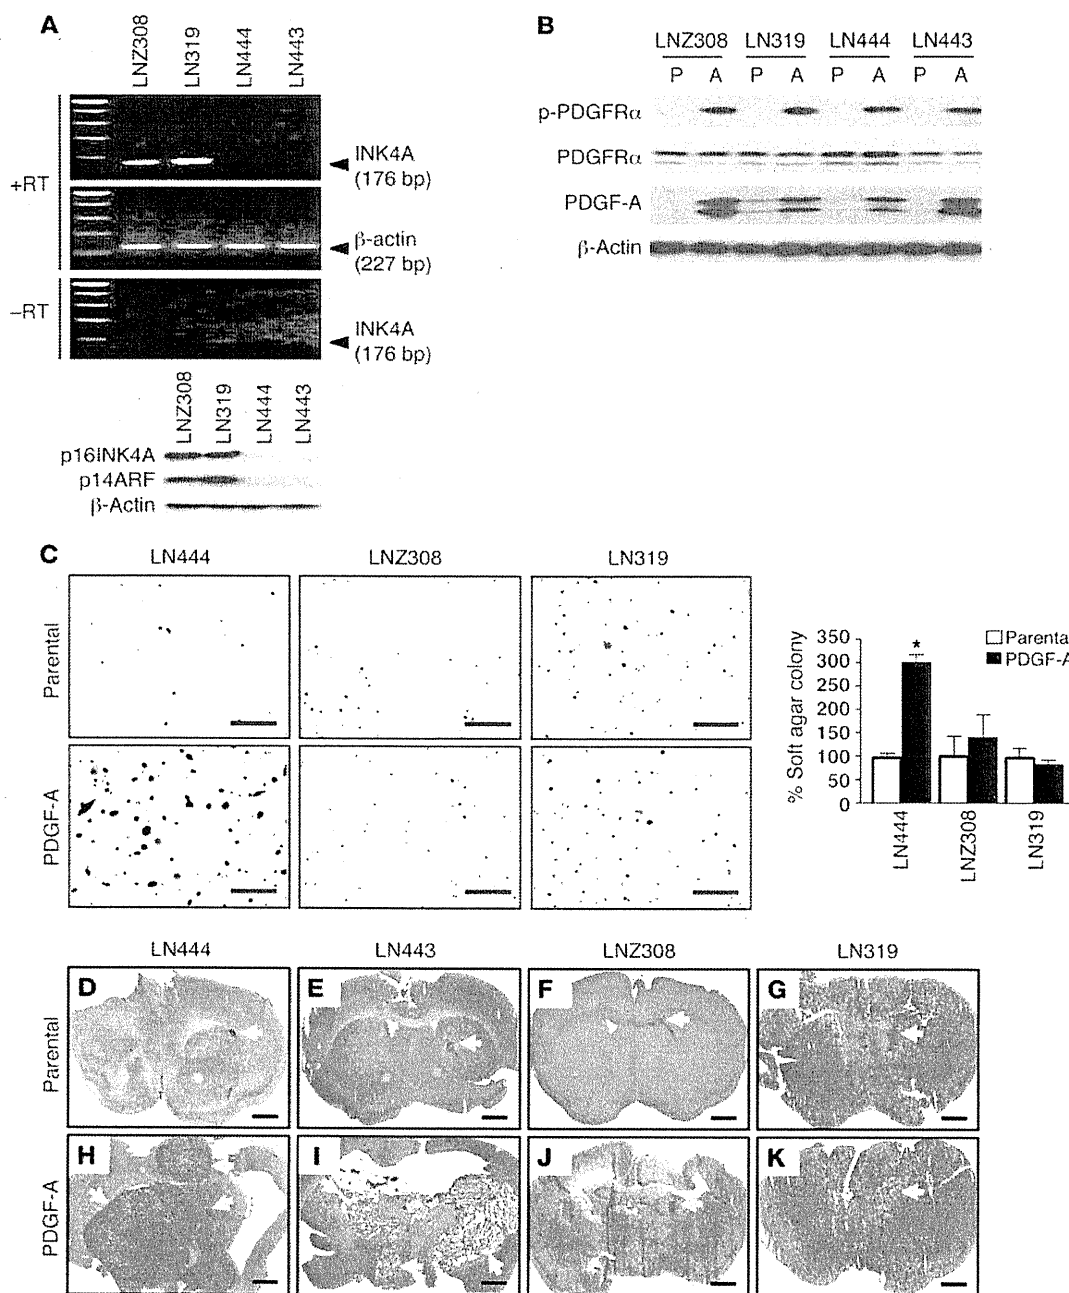 A
LNZ308
LN319
LN444
LN443
+RT
INK4A
(176 bp)
β-actin
(227 bp)
–RT
INK4A
(176 bp)
LNZ308
LN319
LN444
LN443
p16INK4A
p14ARF
β-Actin
B
LNZ308 LN319 LN444 LN443
P A P A P A P A
p-PDGFRα
PDGFRα
PDGF-A
β-Actin
C
LN444 LNZ308 LN319
Parental
PDGF-A
% Soft agar colony
350
300
250
200
150
100
50
0
*
Parenta
PDGF-A
LN444
LNZ308
LN319
LN444 LN443 LNZ308 LN319
Parental
D E F G
PDGF-A
H I J K